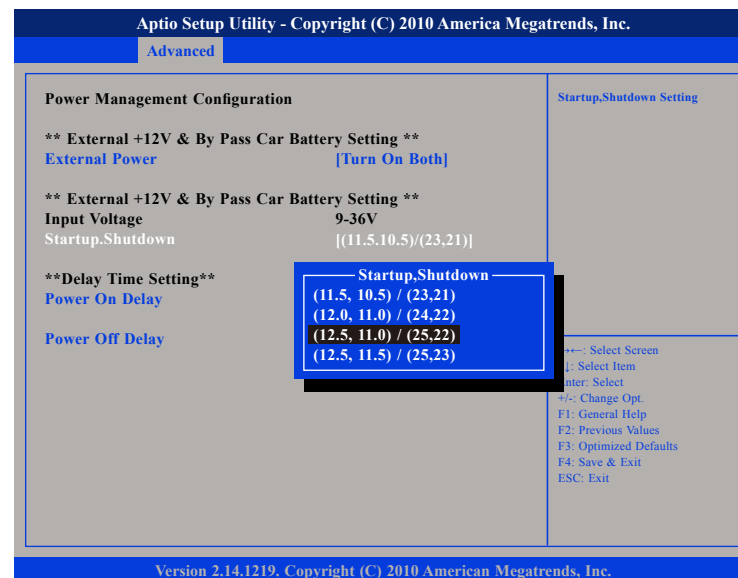 Aptio Setup Utility - Copyright (C) 2010 America Megatrends, Inc.
Advanced
Power Management Configuration
** External +12V & By Pass Car Battery Setting **
External Power [Turn On Both]
** External +12V & By Pass Car Battery Setting **
Input Voltage 9-36V
Startup.Shutdown [(11.5.10.5)/(23,21)]
**Delay Time Setting**
Power On Delay
Power Off Delay
Startup,Shutdown
(11.5, 10.5) / (23,21)
(12.0, 11.0) / (24,22)
(12.5, 11.0) / (25,22)
(12.5, 11.5) / (25,23)
Startup,Shutdown Setting
→←: Select Screen
↓: Select Item
nter: Select
+/-: Change Opt.
F1: General Help
F2: Previous Values
F3: Optimized Defaults
F4: Save & Exit
ESC: Exit
Version 2.14.1219. Copyright (C) 2010 American Megatrends, Inc.